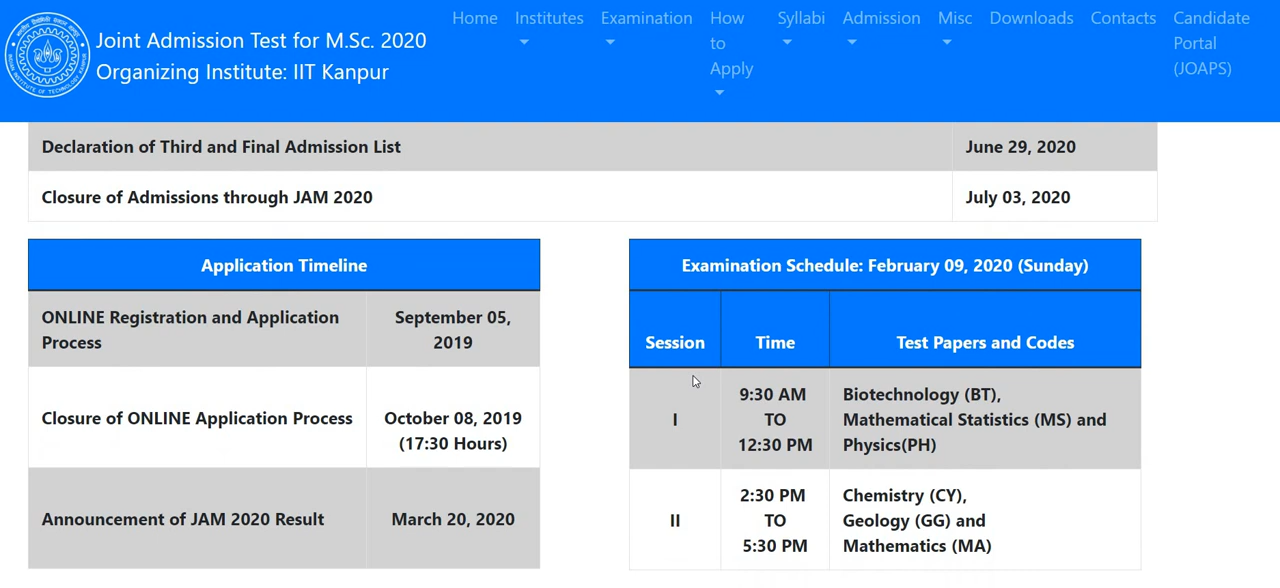 Joint Admission Test for M.Sc. 2020
Organizing Institute: IIT Kanpur
Home
Institutes
Examination
How
to
Apply
Syllabi
Admission
Misc
Downloads
Contacts
Candidate
Portal
(JOAPS)
Declaration of Third and Final Admission List
June 29, 2020
Closure of Admissions through JAM 2020
July 03, 2020
Application Timeline
ONLINE Registration and Application
Process
September 05,
2019
Closure of ONLINE Application Process
October 08, 2019
(17:30 Hours)
Announcement of JAM 2020 Result
March 20, 2020
Examination Schedule: February 09, 2020 (Sunday)
Session
Time
Test Papers and Codes
I
9:30 AM
TO
12:30 PM
Biotechnology (BT),
Mathematical Statistics (MS) and
Physics(PH)
II
2:30 PM
TO
5:30 PM
Chemistry (CY),
Geology (GG) and
Mathematics (MA)